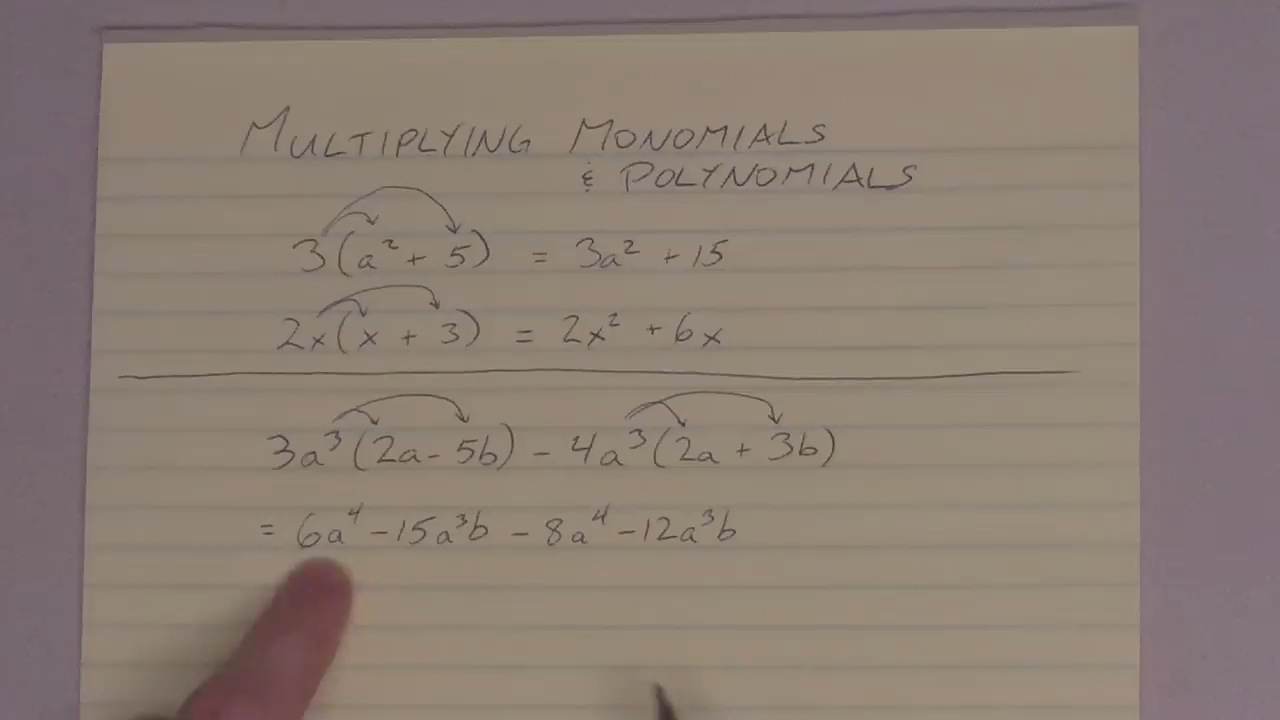 MULTIPLYING MONOMIALS
& POLYNOMIALS
3(a² + 5) = 3a² + 15
2x(x + 3) = 2x² + 6x
3a³(2a - 5b) - 4a³(2a + 3b)
= 6a⁴ - 15a³b - 8a⁴ - 12a³b